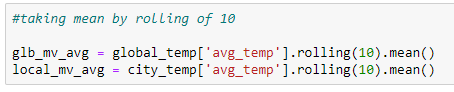 #taking mean by rolling of 10
glb_mv_avg = global_temp['avg_temp'].rolling(10).mean()
local_mv_avg = city_temp['avg_temp'].rolling(10).mean()